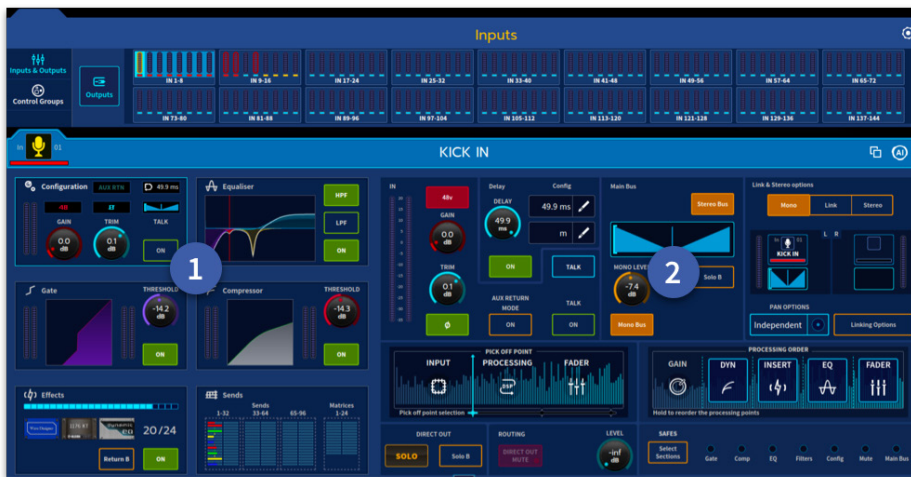 Inputs
Inputs & Outputs
Control Groups
Outputs
IN 1-8
IN 9-16
IN 17-24
IN 25-32
IN 33-40
IN 41-48
IN 49-56
IN 57-64
IN 65-72
IN 73-80
IN 81-88
IN 89-96
IN 97-104
IN 105-112
IN 113-120
IN 121-128
IN 129-136
IN 137-144
in 01
KICK IN
AI
Configuration
AUX RTN
49.9 ms
GAIN
TRIM
TALK
0.0 dB
0.1 dB
ON
Equaliser
HPF
LPF
ON
1
Gate
THRESHOLD
-14.2 dB
ON
Compressor
THRESHOLD
-14.3 dB
ON
Effects
20/24
Return B
ON
Sends
Sends
Matrices
1-32
33-64
65-96
1-24
IN
48v
GAIN
0.0 dB
TRIM
0.1 dB
Ø
Delay
DELAY
49.9 ms
ON
Config
49.9 ms
m
TALK
AUX RETURN MODE
ON
TALK
ON
Main Bus
Stereo Bus
2
MONO LEVEL
-7.4 dB
Solo B
Mono Bus
Link & Stereo options
Mono
Link
Stereo
L R
In 01
KICK IN
PAN OPTIONS
Independent
Linking Options
PICK OFF POINT
INPUT
PROCESSING
FADER
DSP
Pick off point selection
PROCESSING ORDER
GAIN
DYN
INSERT
EQ
FADER
Hold to reorder the processing points
DIRECT OUT
SOLO
Solo B
ROUTING
DIRECT OUT MUTE
LEVEL
-inf dB
SAFES
Select Sections
Gate
Comp
EQ
Filters
Config
Mute
Main Bus